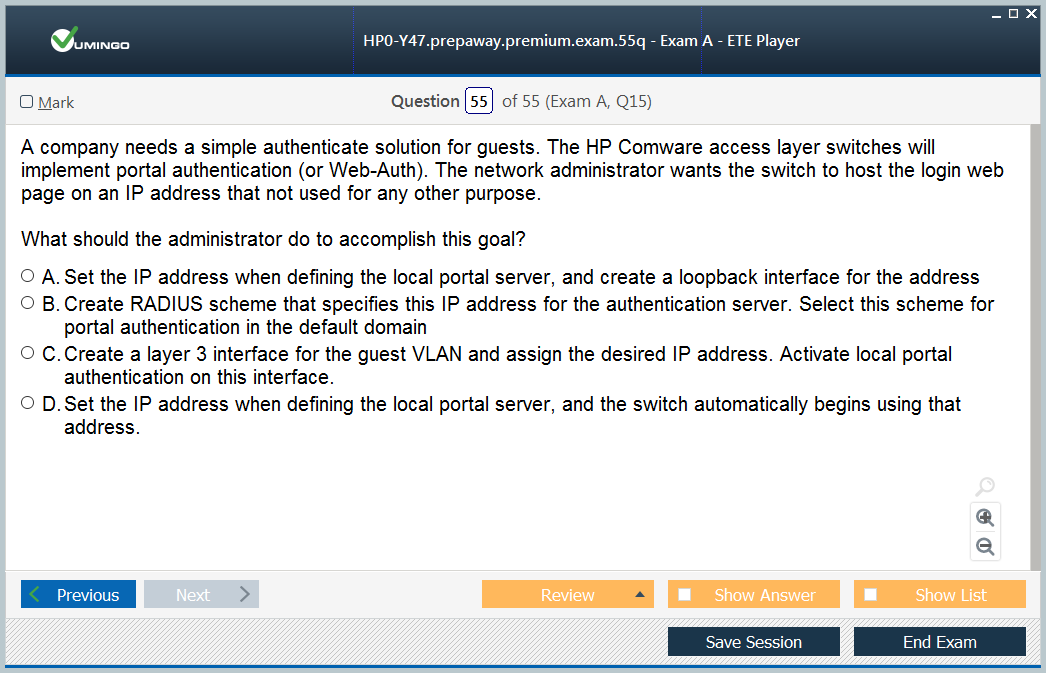 VUMINGO
HP0-Y47.prepaway.premium.exam.55q - Exam A - ETE Player
Mark
Question 55 of 55 (Exam A, Q15)
A company needs a simple authenticate solution for guests. The HP Comware access layer switches will
implement portal authentication (or Web-Auth). The network administrator wants the switch to host the login web
page on an IP address that not used for any other purpose.
What should the administrator do to accomplish this goal?
A. Set the IP address when defining the local portal server, and create a loopback interface for the address
B. Create RADIUS scheme that specifies this IP address for the authentication server. Select this scheme for
portal authentication in the default domain
C. Create a layer 3 interface for the guest VLAN and assign the desired IP address. Activate local portal
authentication on this interface.
D. Set the IP address when defining the local portal server, and the switch automatically begins using that
address.
Previous
Next
Review
Show Answer
Show List
Save Session
End Exam